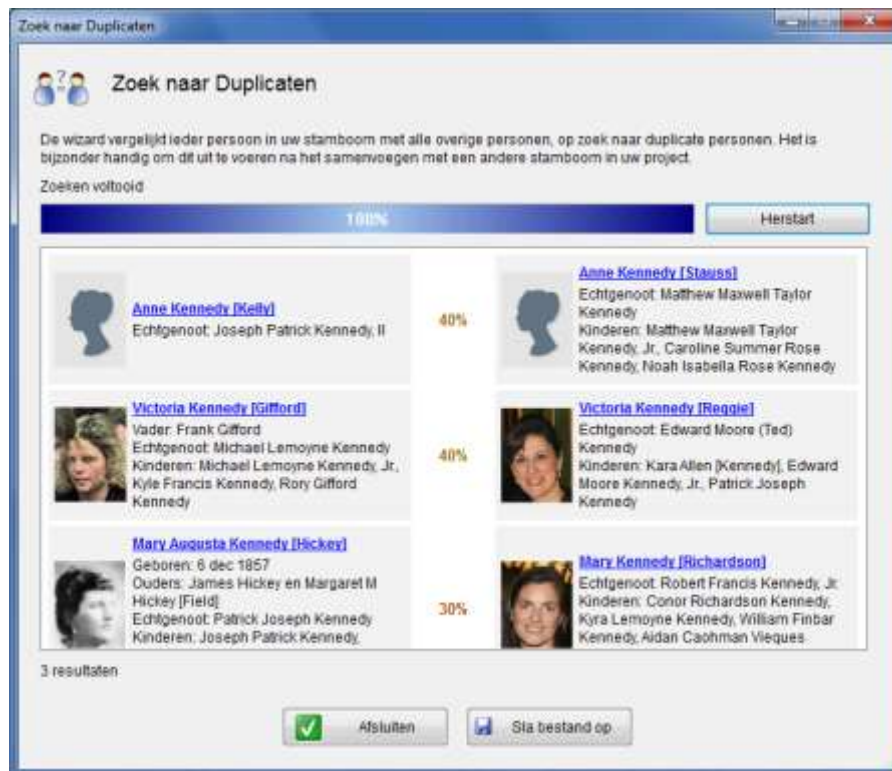 Zoek naar Duplicaten
Zoek naar Duplicaten
De wizard vergelijkt ieder persoon in uw stamboom met alle overige personen, op zoek naar duplicate personen. Het is
bijzonder handig om dit uit te voeren na het samenvoegen met een andere stamboom in uw project.
Zoeken voltooid
100%
Herstart
Anne Kennedy [Kelly]
Echtgenoot: Joseph Patrick Kennedy, II
40%
Anne Kennedy [Stauss]
Echtgenoot: Matthew Maxwell Taylor
Kennedy
Kinderen: Matthew Maxwell Taylor
Kennedy, Jr., Caroline Summer Rose
Kennedy, Noah Isabella Rose Kennedy
Victoria Kennedy [Gifford]
Vader: Frank Gifford
Echtgenoot: Michael Lemoyne Kennedy
Kinderen: Michael Lemoyne Kennedy, Jr.,
Kyle Francis Kennedy, Rory Gifford
Kennedy
40%
Victoria Kennedy [Reggie]
Echtgenoot: Edward Moore (Ted)
Kennedy
Kinderen: Kara Allen [Kennedy], Edward
Moore Kennedy, Jr., Patrick Joseph
Kennedy
Mary Augusta Kennedy [Hickey]
Geboren: 6 dec 1857
Ouders: James Hickey en Margaret M
Hickey [Field]
Echtgenoot: Patrick Joseph Kennedy
Kinderen: Joseph Patrick Kennedy,
30%
Mary Kennedy [Richardson]
Echtgenoot: Robert Francis Kennedy, Jr.
Kinderen: Conor Richardson Kennedy,
Kyra Lemoyne Kennedy, William Finbar
Kennedy, Aidan Caohman Vieques
3 resultaten
Afsluiten
Sla bestand op